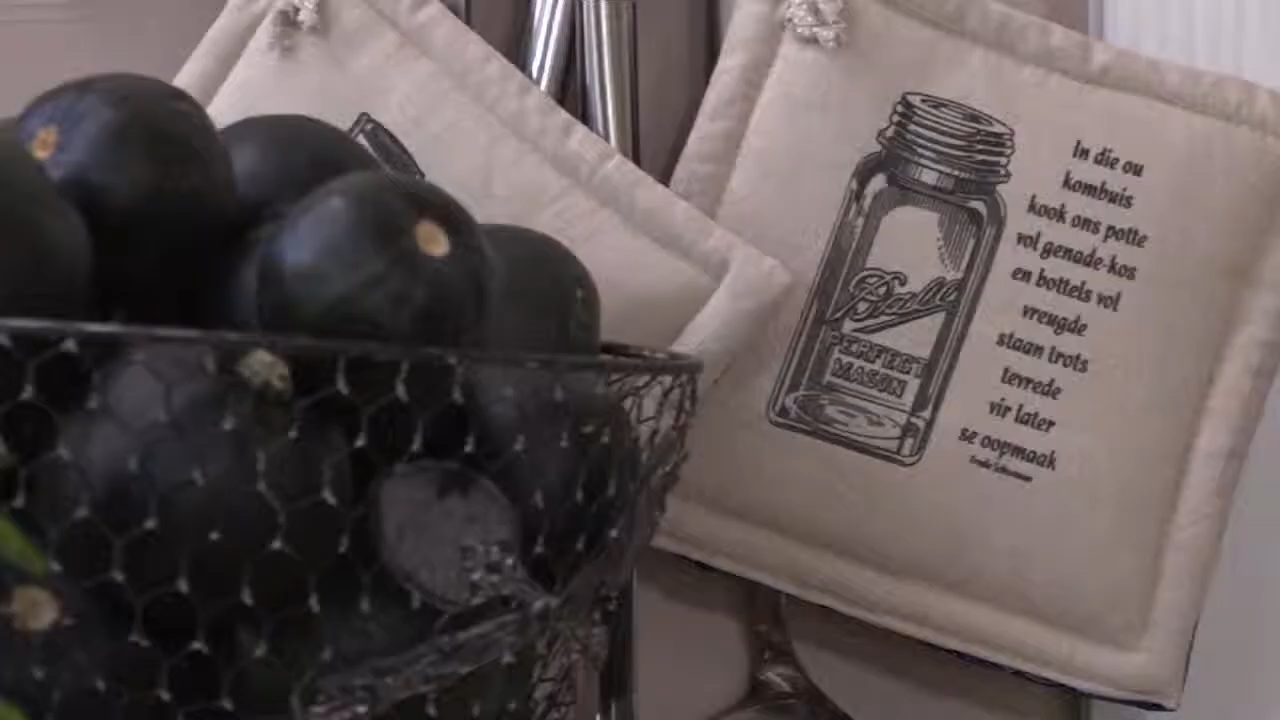 In die ou
kombuis
kook ons potte
vol genade-kos
en bottels vol
vreugde
staan trots
tevrede
vir later
se oopmaak
Ball
PERFECT
MASON